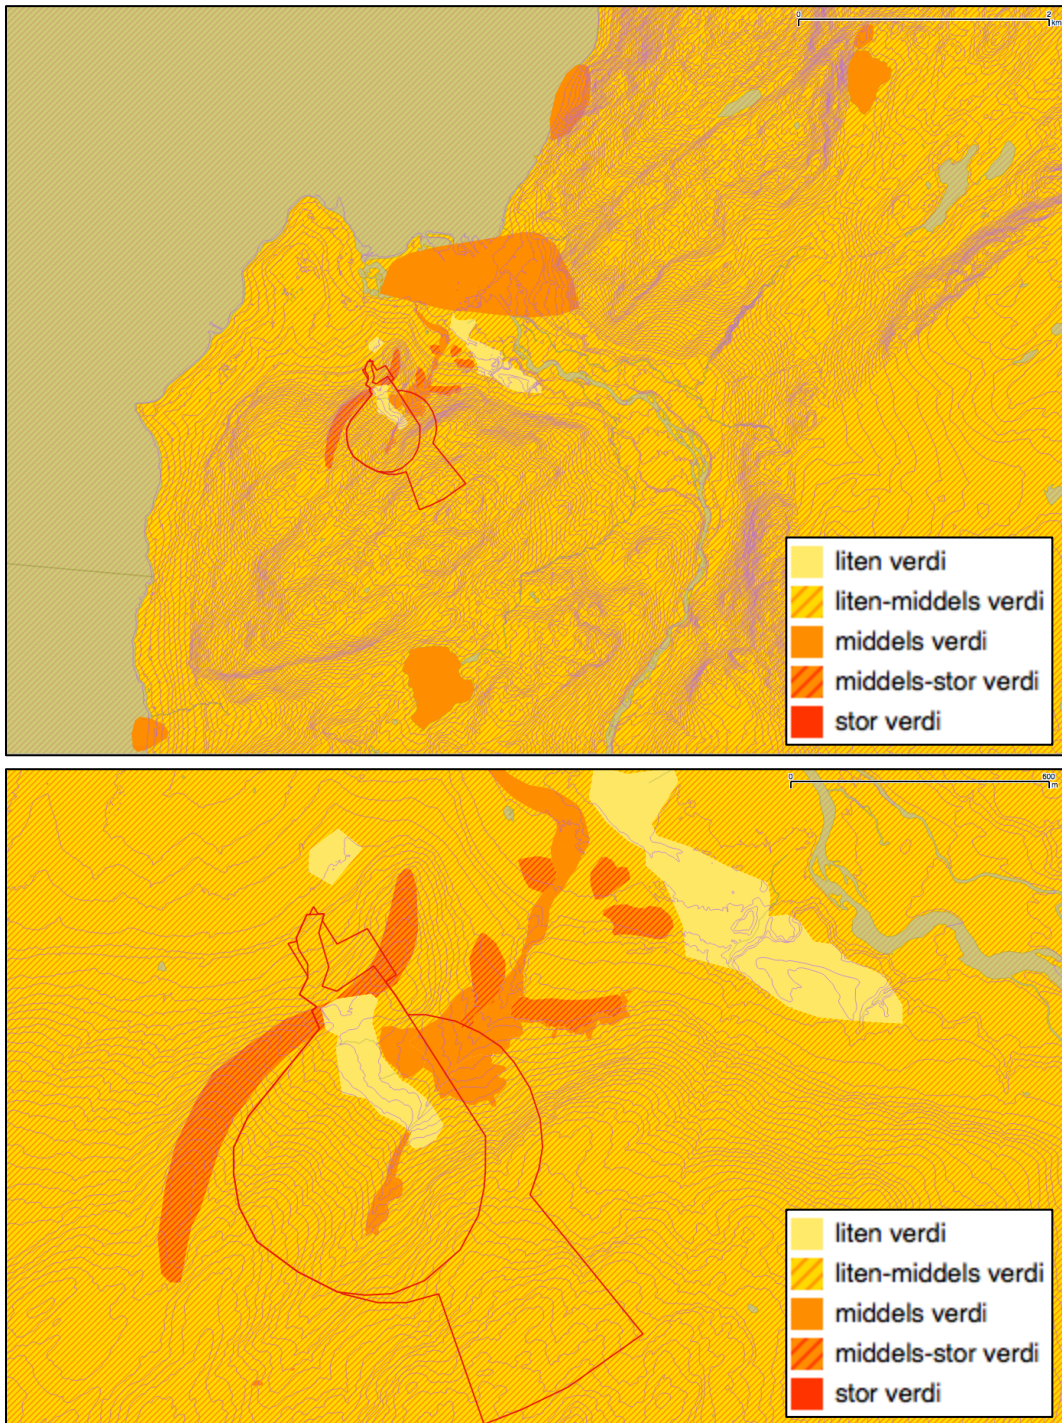 0 2
km
liten verdi
liten-middels verdi
middels verdi
middels-stor verdi
stor verdi
0 600
m
liten verdi
liten-middels verdi
middels verdi
middels-stor verdi
stor verdi